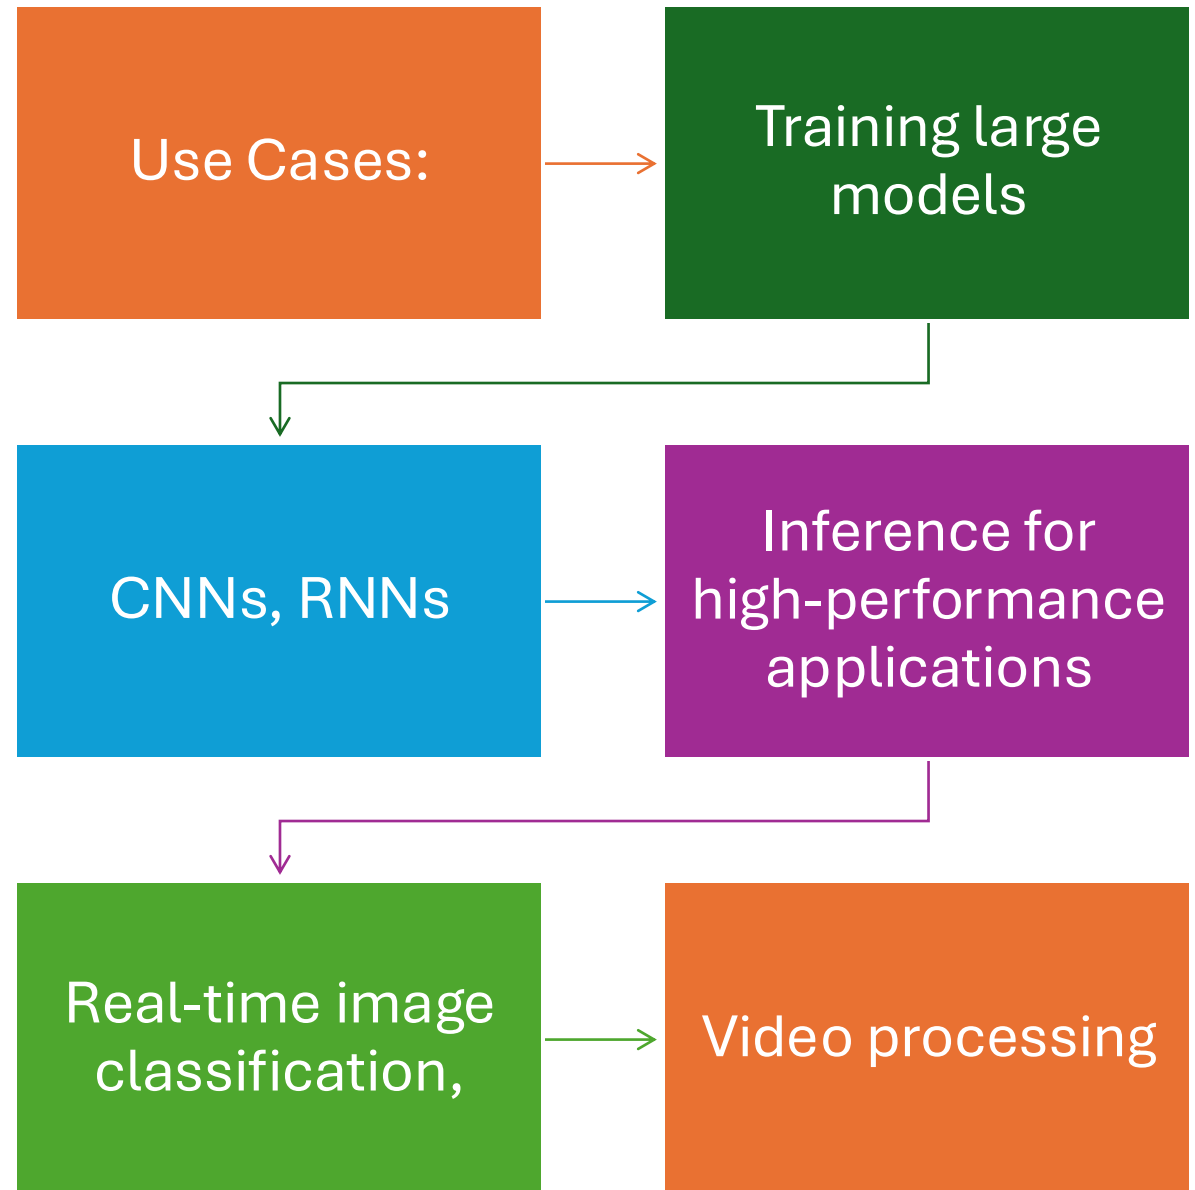 Use Cases:
Training large
models
CNNs, RNNs
Inference for
high-performance
applications
Real-time image
classification,
Video processing